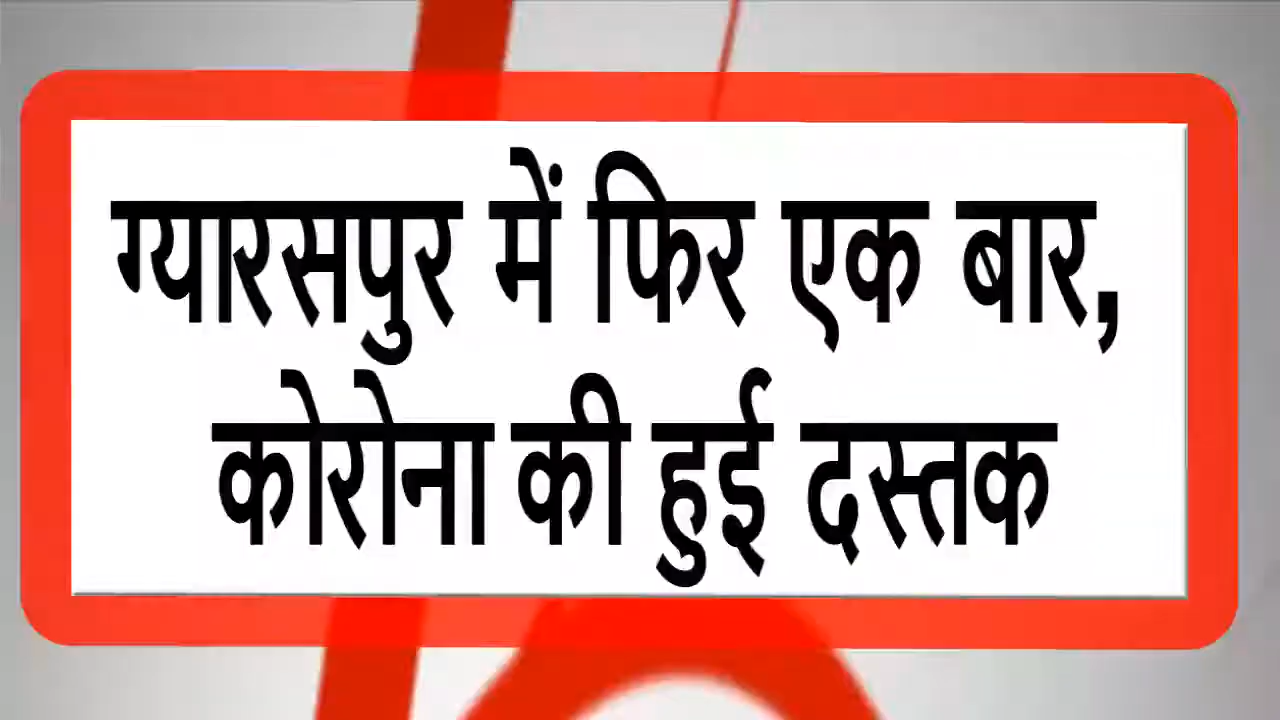 ग्यारसपुर में फिर एक बार,
कोरोना की हुई दस्तक